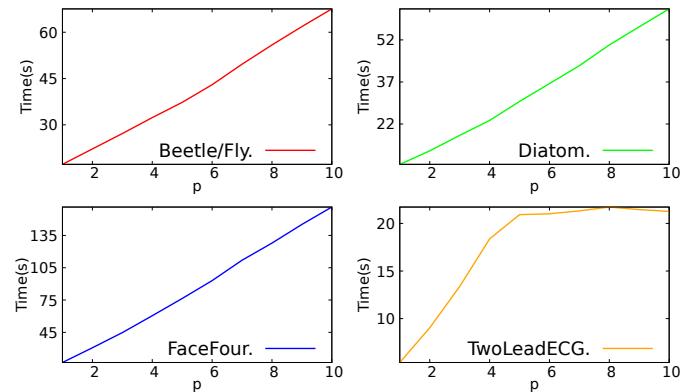 60
45
30
Time(s)
Beetle/Fly.
2 4 6 8 10
p
52
37
22
Time(s)
Diatom.
2 4 6 8 10
p
135
105
75
45
Time(s)
FaceFour.
2 4 6 8 10
p
20
15
10
Time(s)
TwoLeadECG.
2 4 6 8 10
p